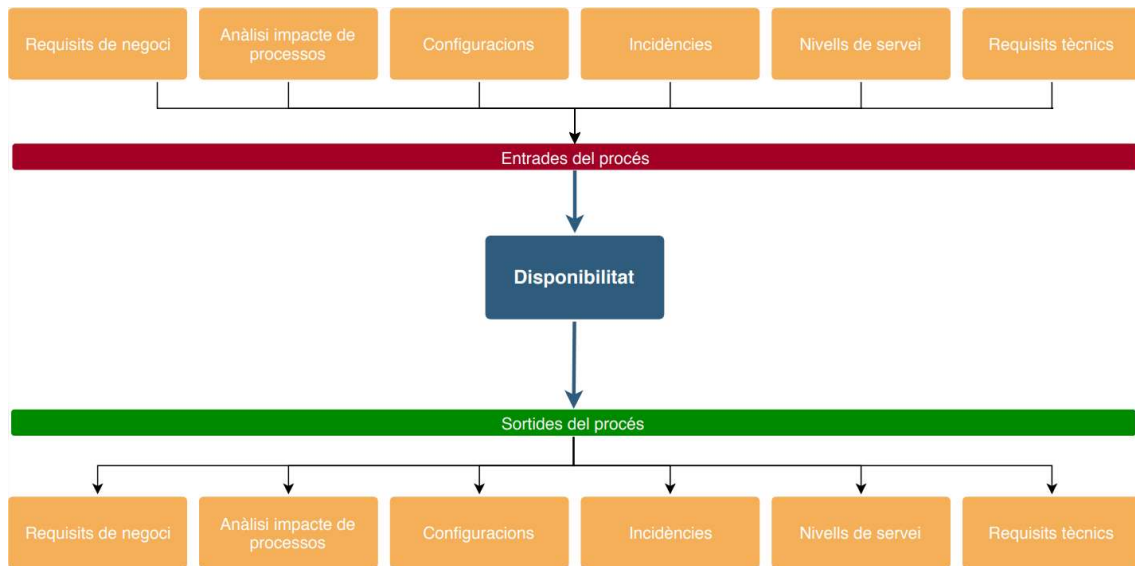 Requisits de negoci
Anàlisi impacte de
processos
Configuracions
Incidències
Nivells de servei
Requisits tècnics
Entrades del procés
Disponibilitat
Sortides del procés
Requisits de negoci
Anàlisi impacte de
processos
Configuracions
Incidències
Nivells de servei
Requisits tècnics